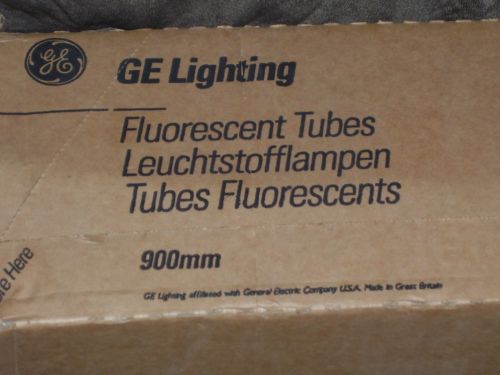 GE
GE Lighting
Fluorescent Tubes
Leuchtstofflampen
Tubes Fluorescents
900mm
GE Lighting affiliated with General Electric Company U.S.A. Made in Great Britain
Here